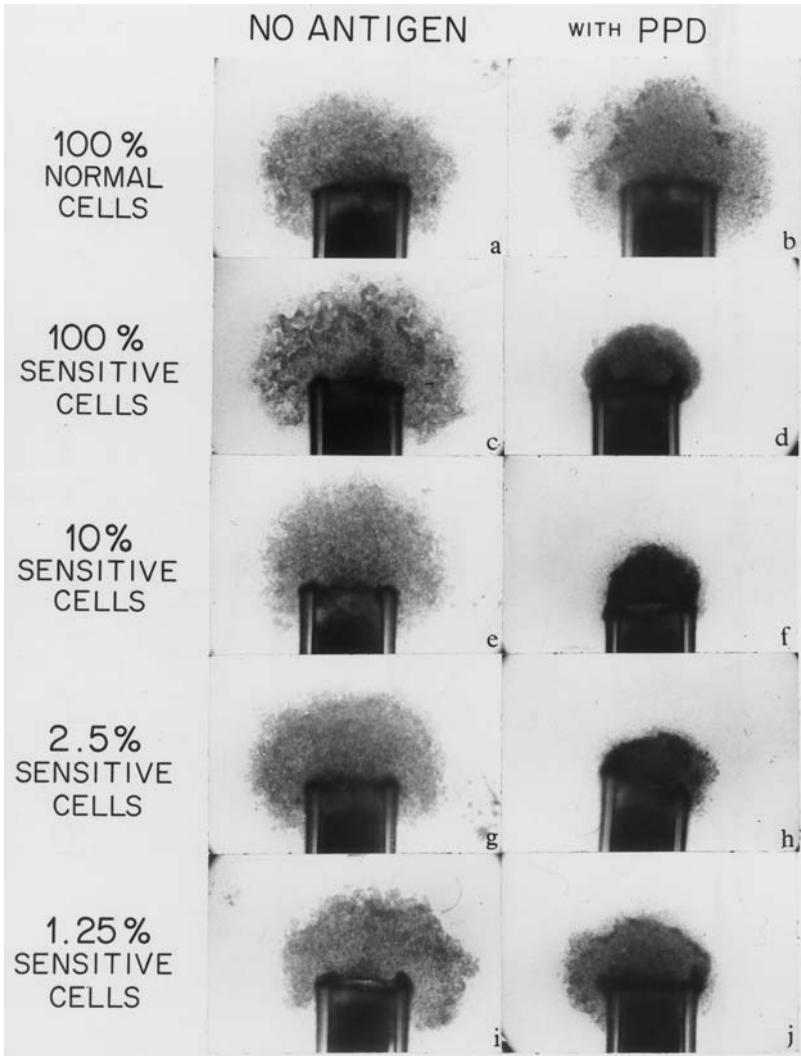 NO ANTIGEN WITH PPD
100%
NORMAL
CELLS
a b
100%
SENSITIVE
CELLS
c d
10%
SENSITIVE
CELLS
e f
2.5%
SENSITIVE
CELLS
g h
1.25%
SENSITIVE
CELLS
i j